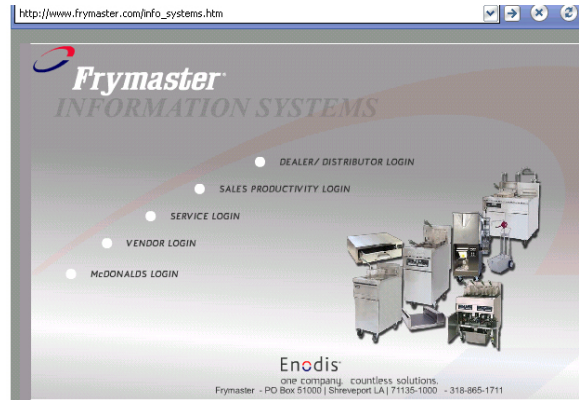 http://www.frymaster.com/info_systems.htm
Frymaster
INFORMATION SYSTEMS
DEALER/ DISTRIBUTOR LOGIN
SALES PRODUCTIVITY LOGIN
SERVICE LOGIN
VENDOR LOGIN
McDONALDS LOGIN
Enodis
one company. countless solutions.
Frymaster - PO Box 51000 | Shreveport LA | 71135-1000 - 318-865-1711